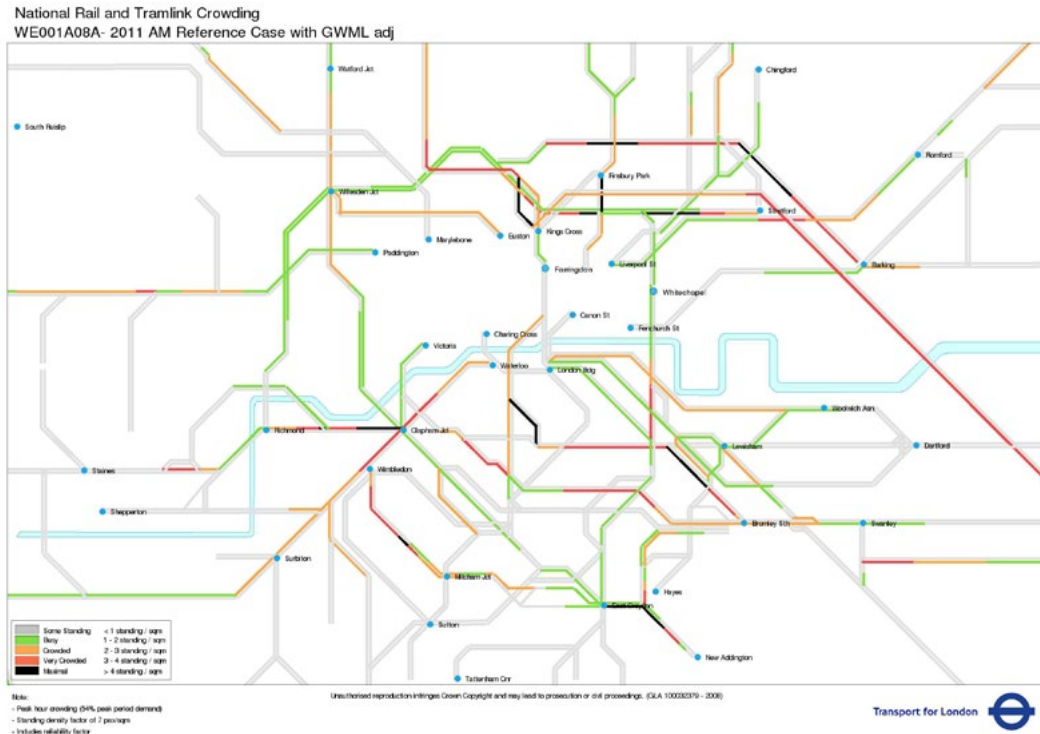 National Rail and Tramlink Crowding
WE001A08A- 2011 AM Reference Case with GWML adj
Watford Jct
Chingford
South Ruislip
Romford
Finsbury Park
Willesden Jct
Stratford
Kings Cross
Euston
Marylebone
Paddington
Farringdon
Liverpool St
Barking
Whitechapel
Canon St
Fenchurch St
Charing Cross
Victoria
Waterloo
London Bdg
Woolwich Asn
Richmond
Clapham Jct
Lewisham
Dartford
Staines
Wimbledon
Shepperton
Bromley Sth
Swanley
Surbiton
Mitcham Jct
Hayes
East Croydon
Sutton
New Addington
Tattenham Cnr
Some Standing < 1 standing / sqm
Busy 1 - 2 standing / sqm
Crowded 2 - 3 standing / sqm
Very Crowded 3 - 4 standing / sqm
Maximal > 4 standing / sqm
Note:
- Peak hour crowding (54% peak period demand)
- Standing density factor of 7 pax/sqm
- Includes reliability factor
Unauthorised reproduction infringes Crown Copyright and may lead to prosecution or civil proceedings. (GLA 100032379 - 2008)
Transport for London